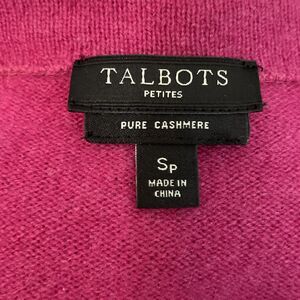 TALBOTS
PETITES
PURE CASHMERE
SP
MADE IN
CHINA